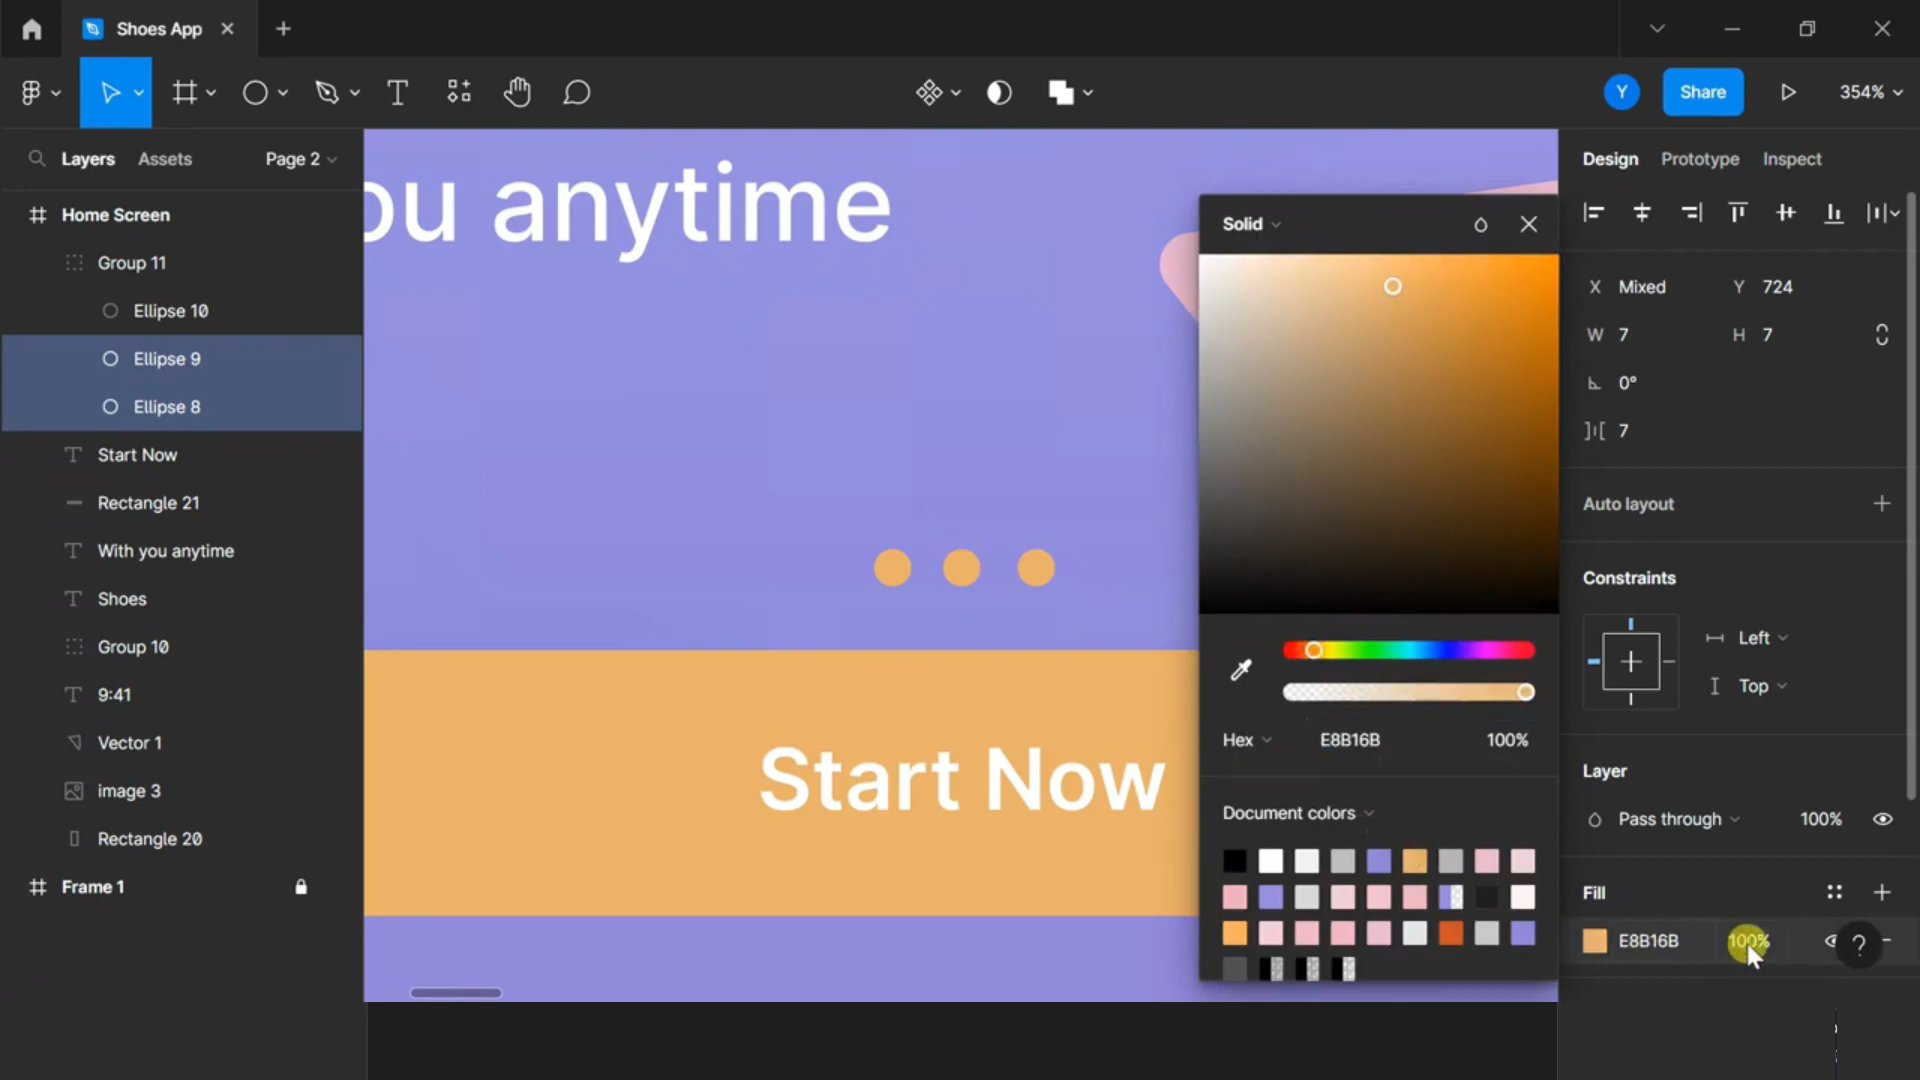 Shoes App
Y
Share
354%
Layers
Assets
Page 2
Home Screen
Group 11
Ellipse 10
Ellipse 9
Ellipse 8
Start Now
Rectangle 21
With you anytime
Shoes
Group 10
9:41
Vector 1
image 3
Rectangle 20
Frame 1
ou anytime
Start Now
Solid
Hex
E8B16B
100%
Document colors
Design
Prototype
Inspect
X
Mixed
Y
724
W
7
H
7
0°
7
Auto layout
Constraints
Left
Top
Layer
Pass through
100%
Fill
E8B16B
100%
?